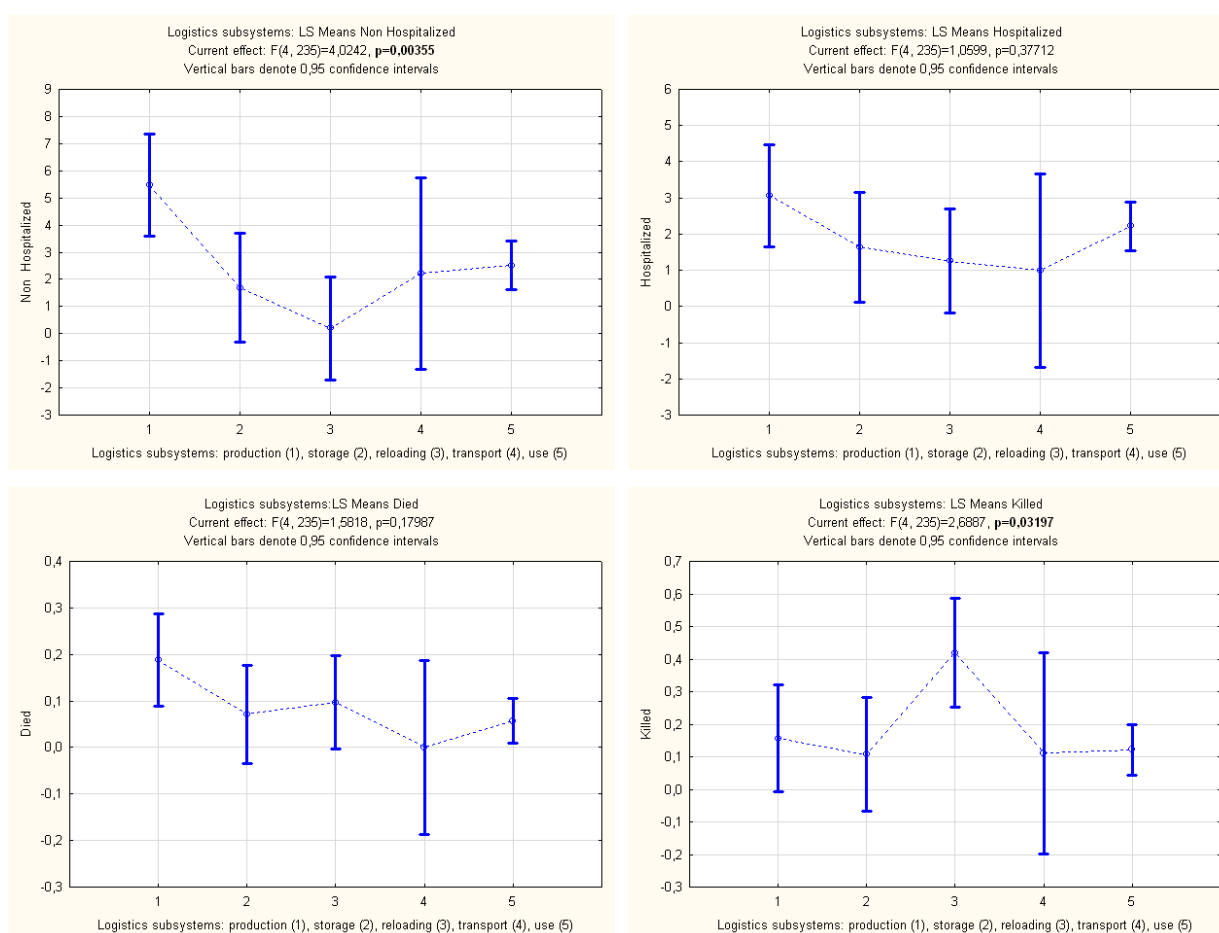 Logistics subsystems: LS Means Non Hospitalized
Current effect: F(4, 235)=4,0242, p=0,00355
Vertical bars denote 0,95 confidence intervals
9
8
7
6
5
4
3
2
1
0
-1
-2
-3
Non Hospitalized
1 2 3 4 5
Logistics subsystems: production (1), storage (2), reloading (3), transport (4), use (5)
Logistics subsystems: LS Means Hospitalized
Current effect: F(4, 235)=1,0599, p=0,37712
Vertical bars denote 0,95 confidence intervals
6
5
4
3
2
1
0
-1
-2
-3
Hospitalized
1 2 3 4 5
Logistics subsystems: production (1), storage (2), reloading (3), transport (4), use (5)
Logistics subsystems:LS Means Died
Current effect: F(4, 235)=1,5818, p=0,17987
Vertical bars denote 0,95 confidence intervals
0,4
0,3
0,2
0,1
0,0
-0,1
-0,2
-0,3
Died
1 2 3 4 5
Logistics subsystems: production (1), storage (2), reloading (3), transport (4), use (5)
Logistics subsystems: LS Means Killed
Current effect: F(4, 235)=2,6887, p=0,03197
Vertical bars denote 0,95 confidence intervals
0,7
0,6
0,5
0,4
0,3
0,2
0,1
0,0
-0,1
-0,2
-0,3
Killed
1 2 3 4 5
Logistics subsystems: production (1), storage (2), reloading (3), transport (4), use (5)